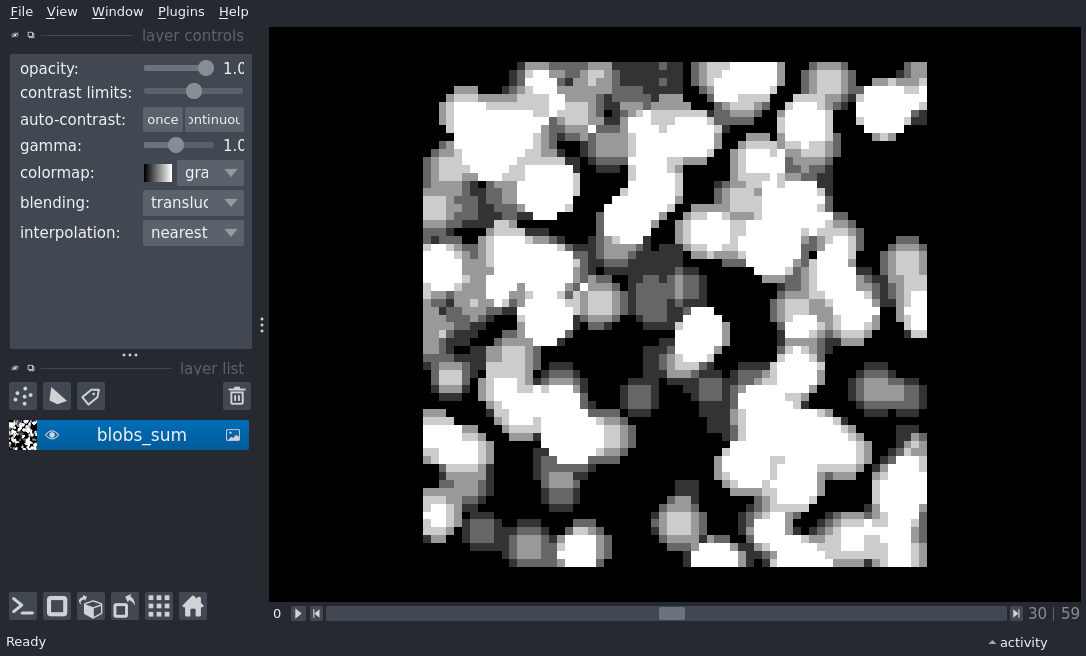 File View Window Plugins Help
layer controls
opacity: 1.0
contrast limits:
auto-contrast: once ontinuou
gamma: 1.0
colormap: gra
blending: transluc
interpolation: nearest
layer list
blobs_sum
0 30 | 59
Ready activity